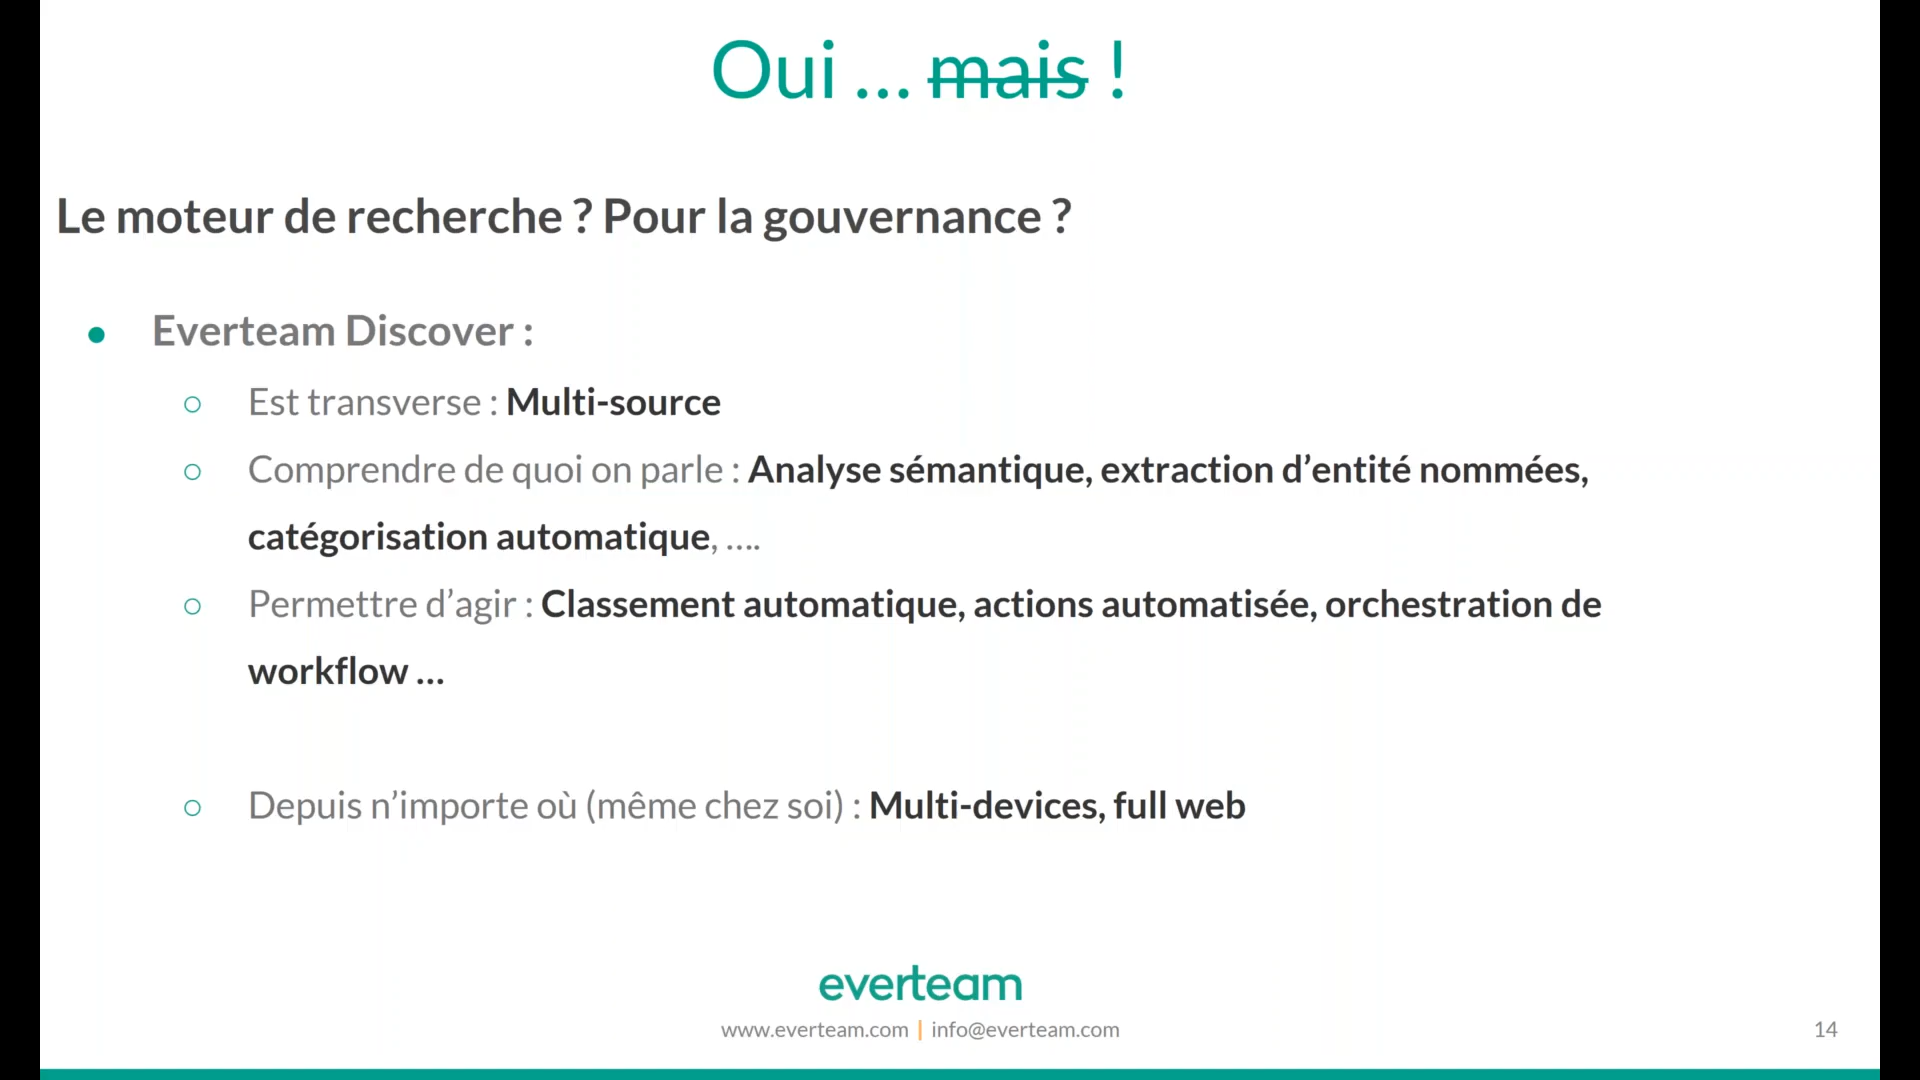 Oui ... mais !
Le moteur de recherche ? Pour la gouvernance ?
● Everteam Discover :
○ Est transverse : Multi-source
○ Comprendre de quoi on parle : Analyse sémantique, extraction d’entité nommées,
catégorisation automatique, ....
○ Permettre d’agir : Classement automatique, actions automatisée, orchestration de
workflow ...
○ Depuis n’importe où (même chez soi) : Multi-devices, full web
everteam
www.everteam.com | info@everteam.com
14